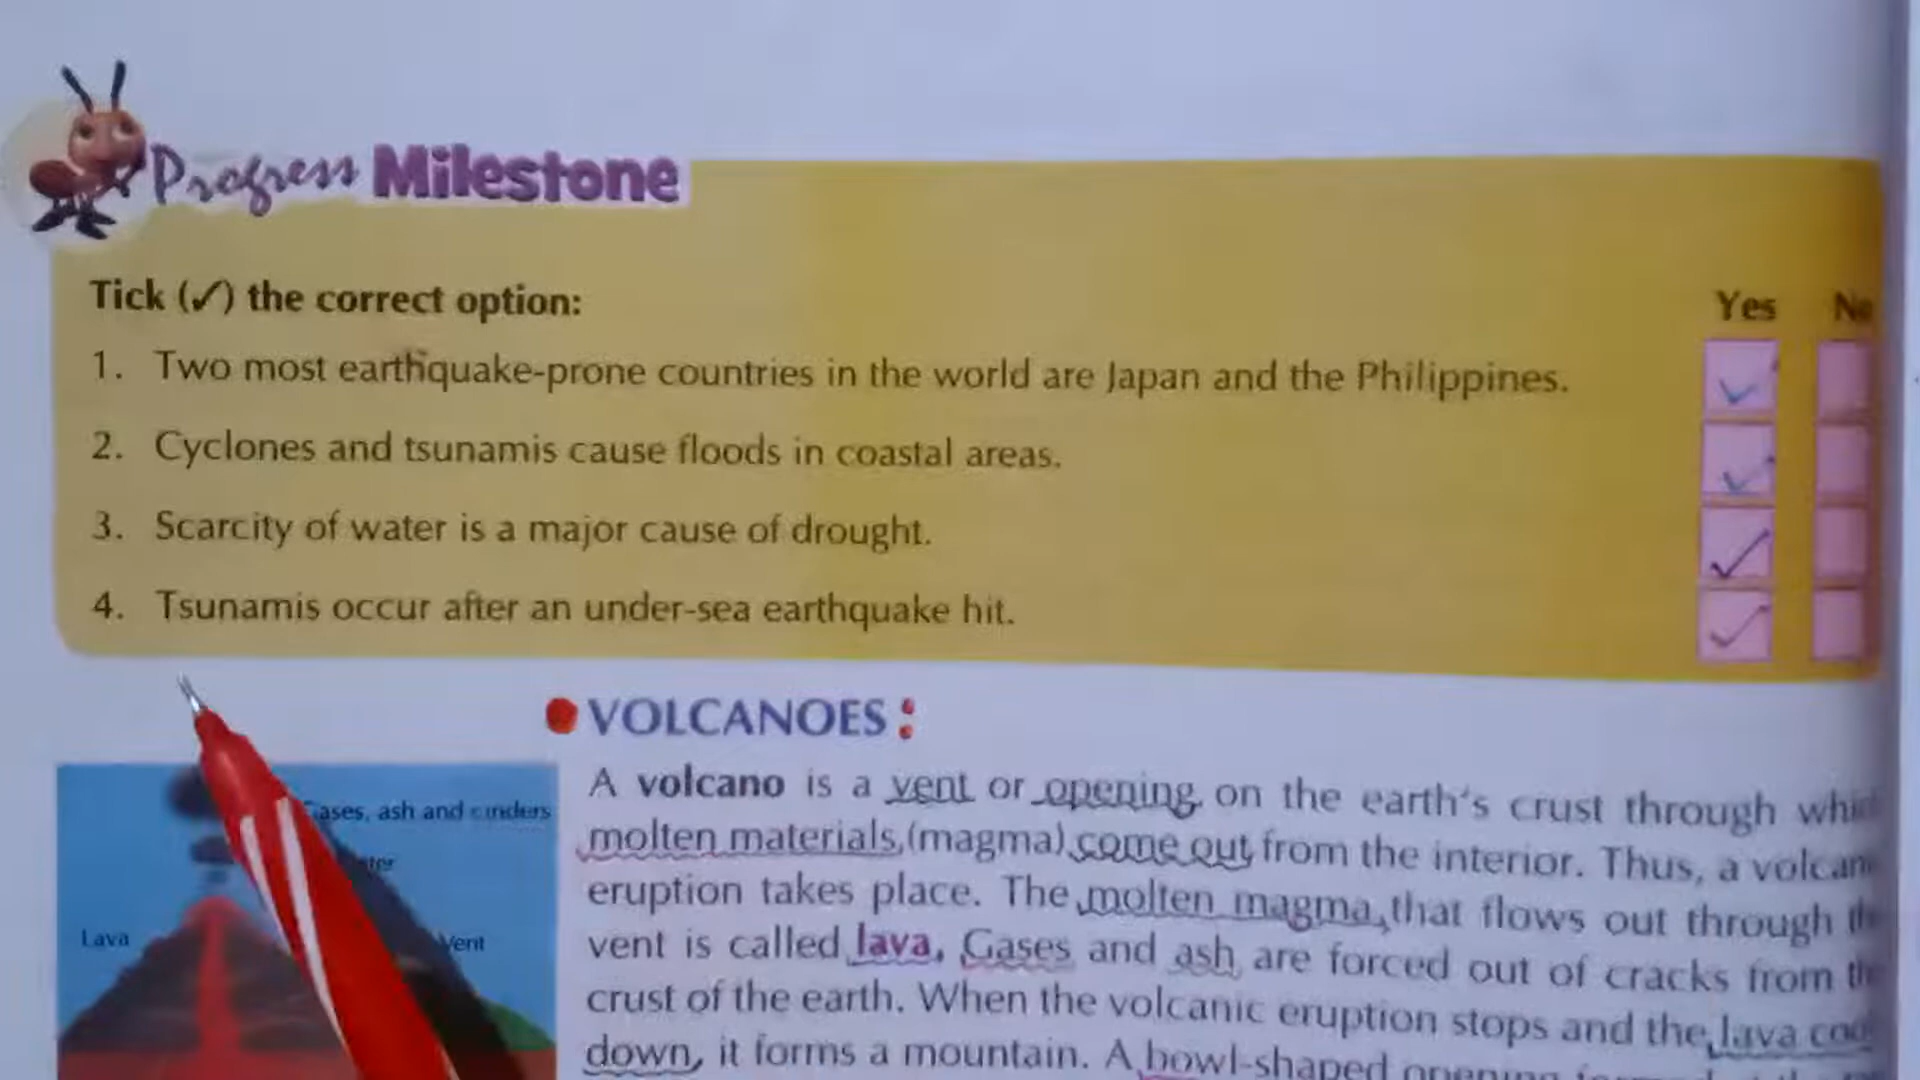 Progress Milestone
Tick (✓) the correct option:
Yes No
1. Two most earthquake-prone countries in the world are Japan and the Philippines.
2. Cyclones and tsunamis cause floods in coastal areas.
3. Scarcity of water is a major cause of drought.
4. Tsunamis occur after an under-sea earthquake hit.
VOLCANOES:
Gases, ash and cinders
Lava
Vent
A volcano is a vent or opening on the earth's crust through
molten materials (magma) come out from the interior. Thus, a
eruption takes place. The molten magma that flows out through
vent is called lava. Gases and ash are forced out of cracks from
crust of the earth. When the volcanic eruption stops and the lava
down, it forms a mountain. A bowl-shaped opening